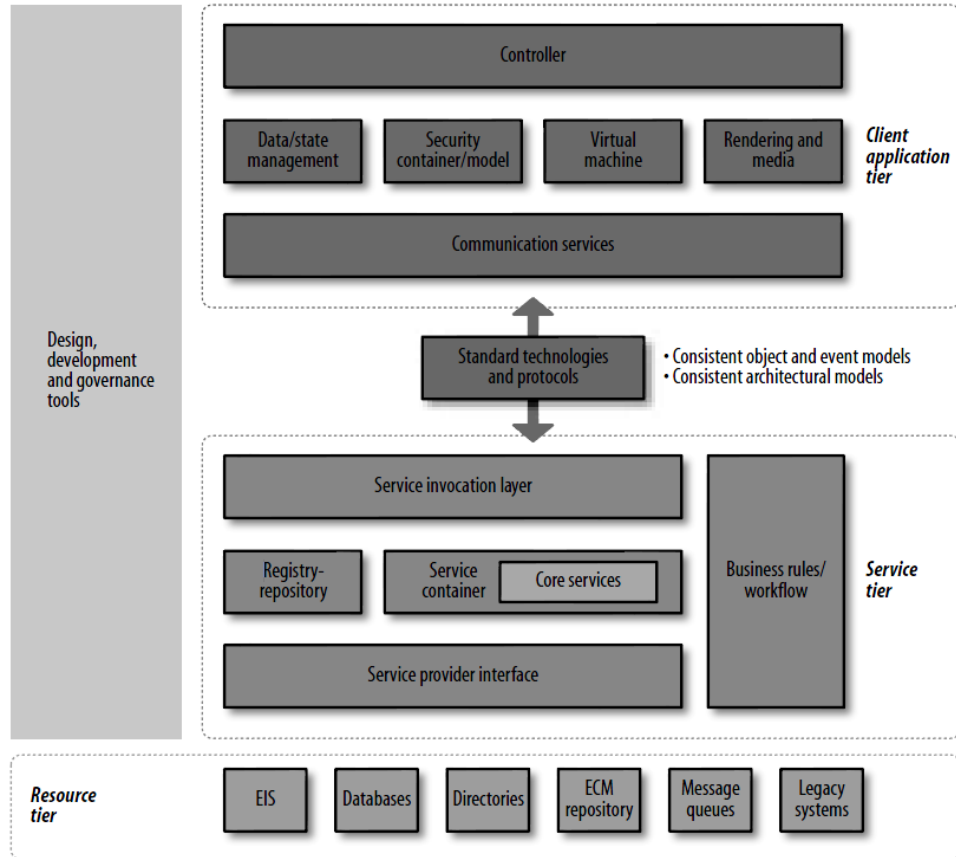 Controller
Data/state
management
Security
container/model
Virtual
machine
Rendering and
media
Client
application
tier
Communication services
Design,
development
and governance
tools
Standard technologies
and protocols
• Consistent object and event models
• Consistent architectural models
Service invocation layer
Registry-
repository
Service
container
Core services
Business rules/
workflow
Service
tier
Service provider interface
Resource
tier
EIS
Databases
Directories
ECM
repository
Message
queues
Legacy
systems